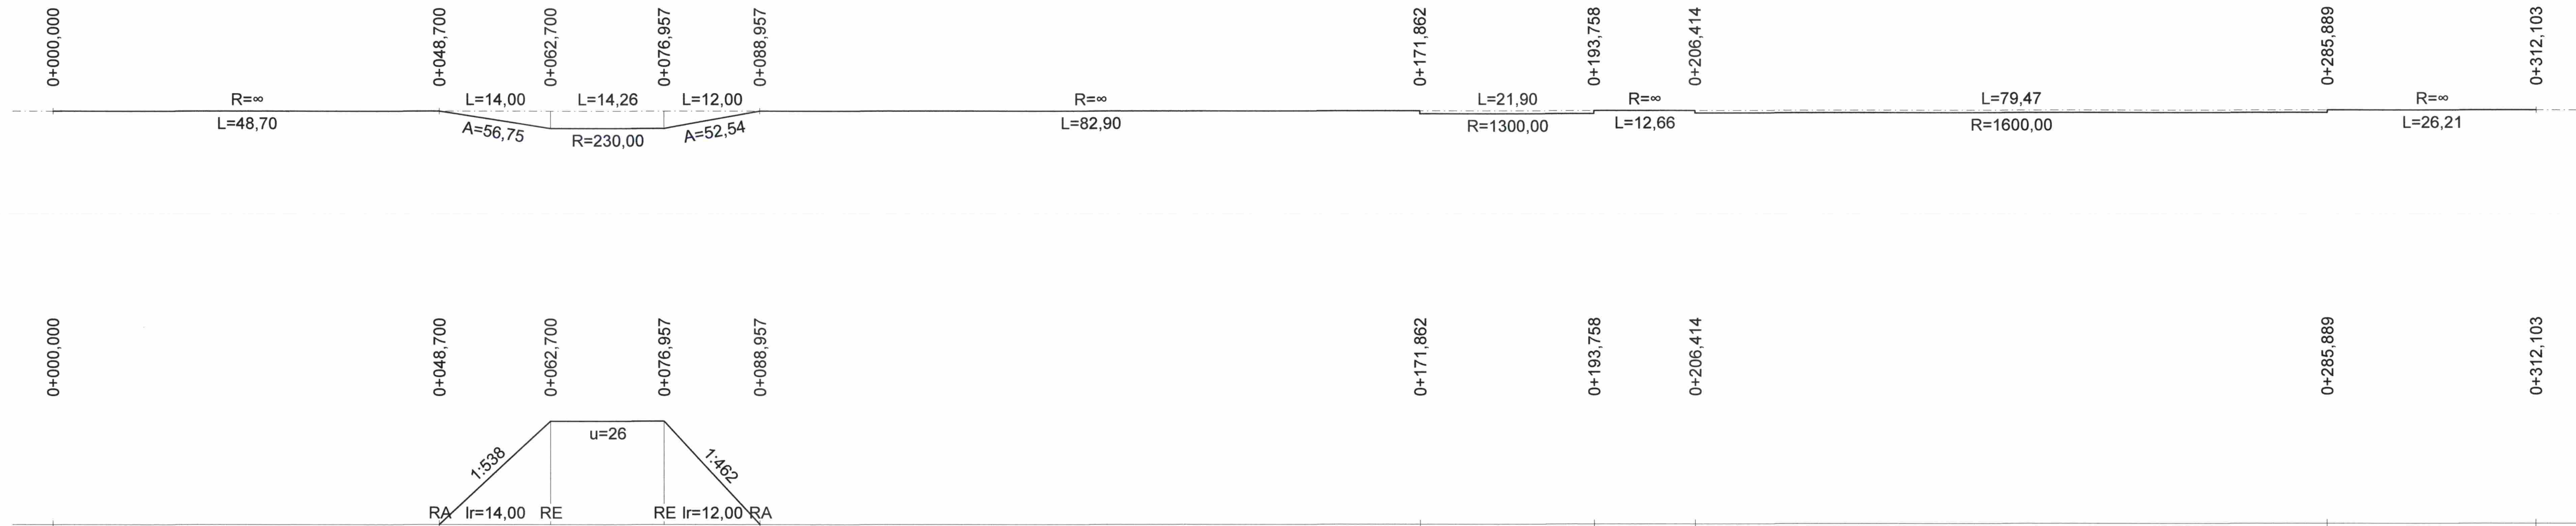 0+000,000
0+048,700
0+062,700
0+076,957
0+088,957
0+171,862
0+193,758
0+206,414
0+285,889
0+312,103
R=∞
L=14,00
L=14,26
L=12,00
R=∞
L=21,90
R=∞
L=79,47
R=∞
L=48,70
A=56,75
R=230,00
A=52,54
L=82,90
R=1300,00
L=12,66
R=1600,00
L=26,21
0+000,000
0+048,700
0+062,700
0+076,957
0+088,957
0+171,862
0+193,758
0+206,414
0+285,889
0+312,103
u=26
1:538
1:462
RA
lr=14,00
RE
RE
lr=12,00
RA